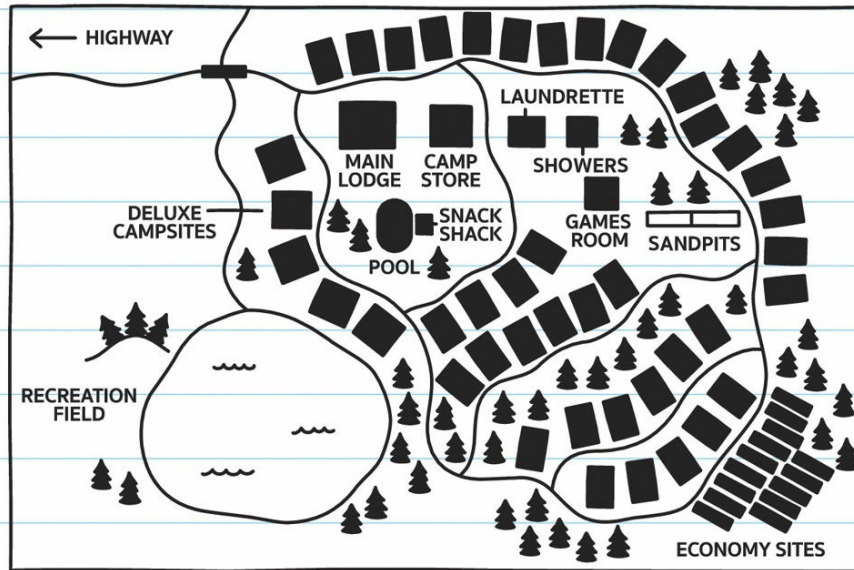 HIGHWAY
LAUNDRETTE
MAIN
LODGE
CAMP
STORE
SHOWERS
DELUXE
CAMPSITES
SNACK
SHACK
GAMES
ROOM
SANDPITS
POOL
RECREATION
FIELD
ECONOMY SITES